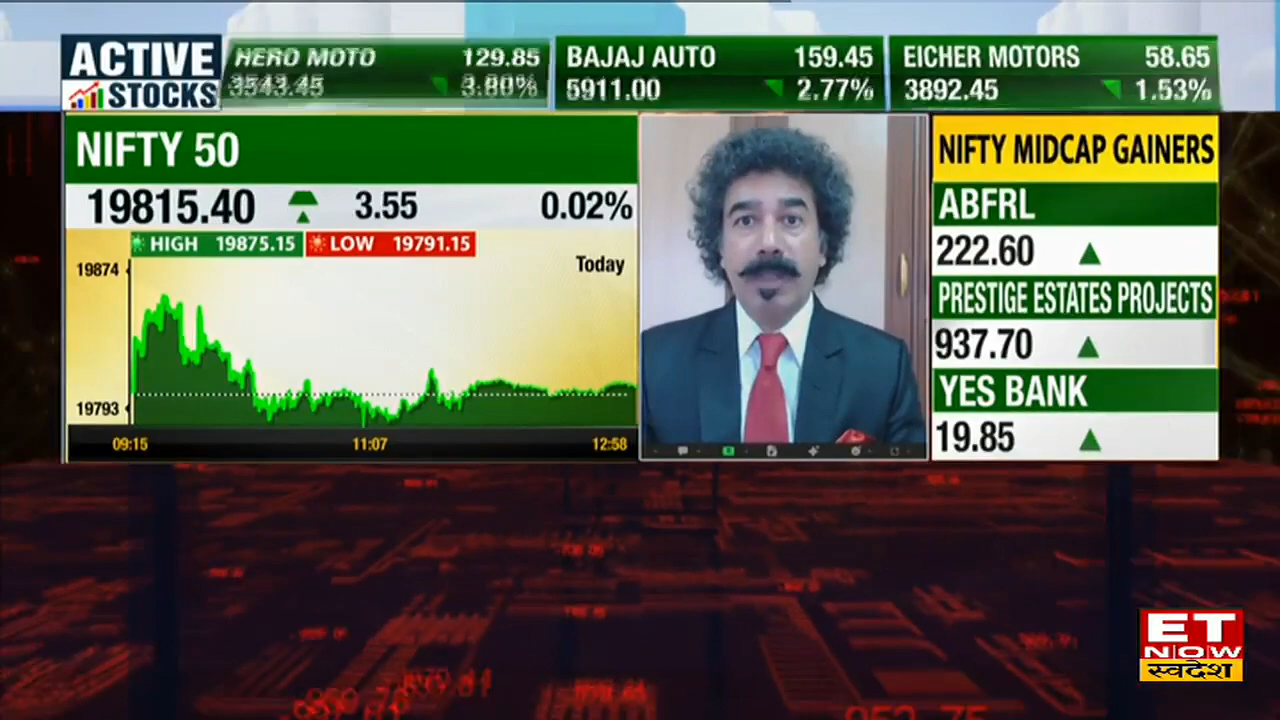 ACTIVE
STOCKS
HERO MOTO 129.85
3543.45 3.80%
BAJAJ AUTO 159.45
5911.00 2.77%
EICHER MOTORS 58.65
3892.45 1.53%
NIFTY 50
19815.40 3.55 0.02%
HIGH 19875.15 LOW 19791.15
Today
19874
19793
09:15 11:07 12:58
NIFTY MIDCAP GAINERS
ABFRL
222.60
PRESTIGE ESTATES PROJECTS
937.70
YES BANK
19.85
ET
NOW
स्वदेश